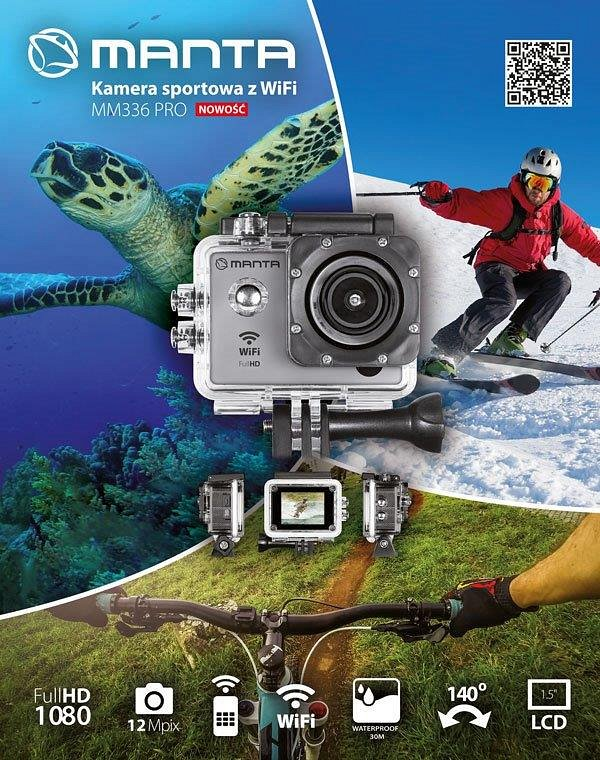 MANTA
Kamera sportowa z WiFi
MM336 PRO NOWOŚĆ
MANTA
WiFi
FullHD
FullHD
1080
12 Mpix
WiFi
WATERPROOF
30M
140°
1.5"
LCD